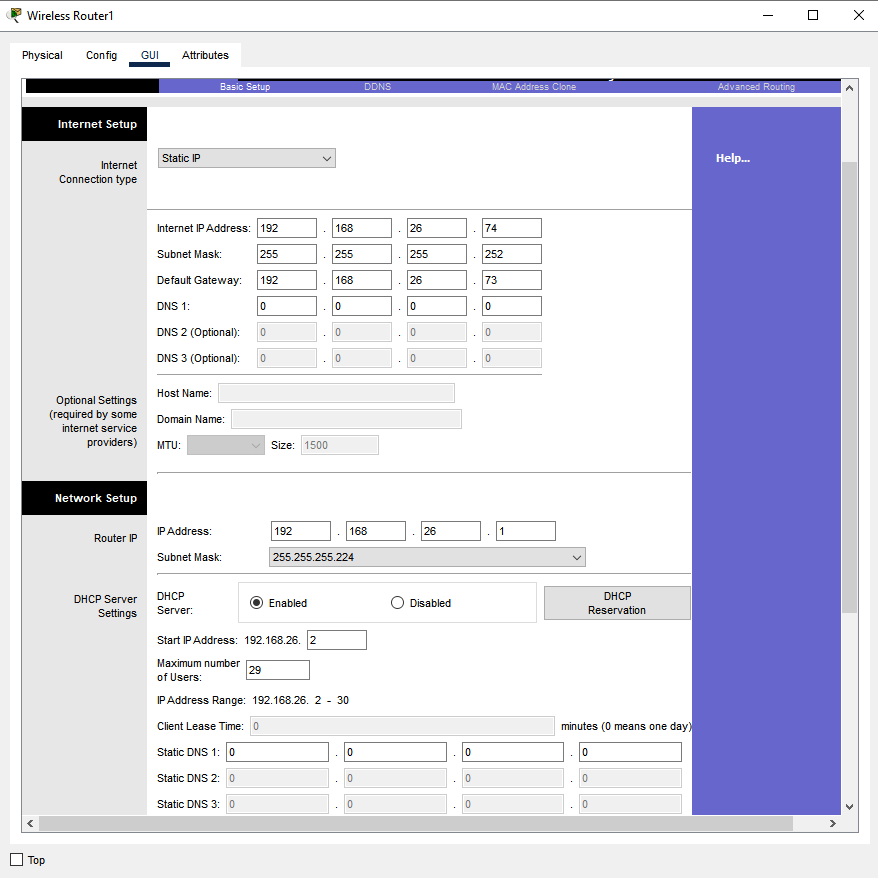 Wireless Router1
Physical Config GUI Attributes
Basic Setup DDNS MAC Address Clone Advanced Routing
Internet Setup
Help...
Internet
Connection type
Static IP
Internet IP Address: 192 . 168 . 26 . 74
Subnet Mask: 255 . 255 . 255 . 252
Default Gateway: 192 . 168 . 26 . 73
DNS 1: 0 . 0 . 0 . 0
DNS 2 (Optional): 0 . 0 . 0 . 0
DNS 3 (Optional): 0 . 0 . 0 . 0
Optional Settings
(required by some
internet service
providers)
Host Name:
Domain Name:
MTU: Size: 1500
Network Setup
Router IP
IP Address: 192 . 168 . 26 . 1
Subnet Mask: 255.255.255.224
DHCP Server
Settings
DHCP
Server:
Enabled Disabled
DHCP
Reservation
Start IP Address: 192.168.26. 2
Maximum number
of Users:
29
IP Address Range: 192.168.26. 2 - 30
Client Lease Time: 0 minutes (0 means one day)
Static DNS 1: 0 . 0 . 0 . 0
Static DNS 2: 0 . 0 . 0 . 0
Static DNS 3: 0 . 0 . 0 . 0
Top